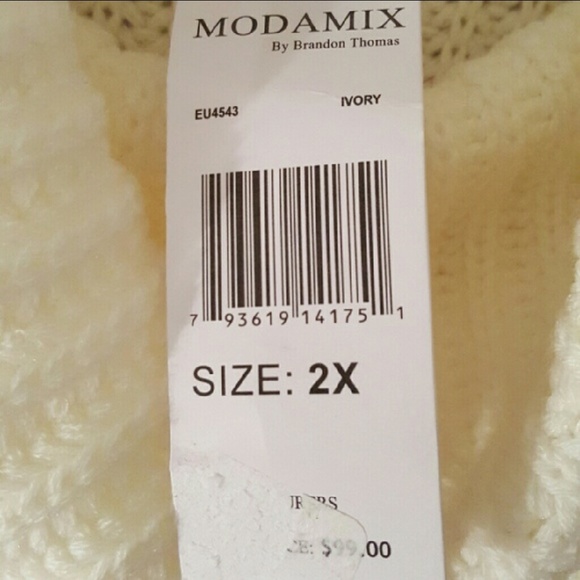 MODAMIX
By Brandon Thomas
EU4543 IVORY
7 93619 14175 1
SIZE: 2X
$99.00